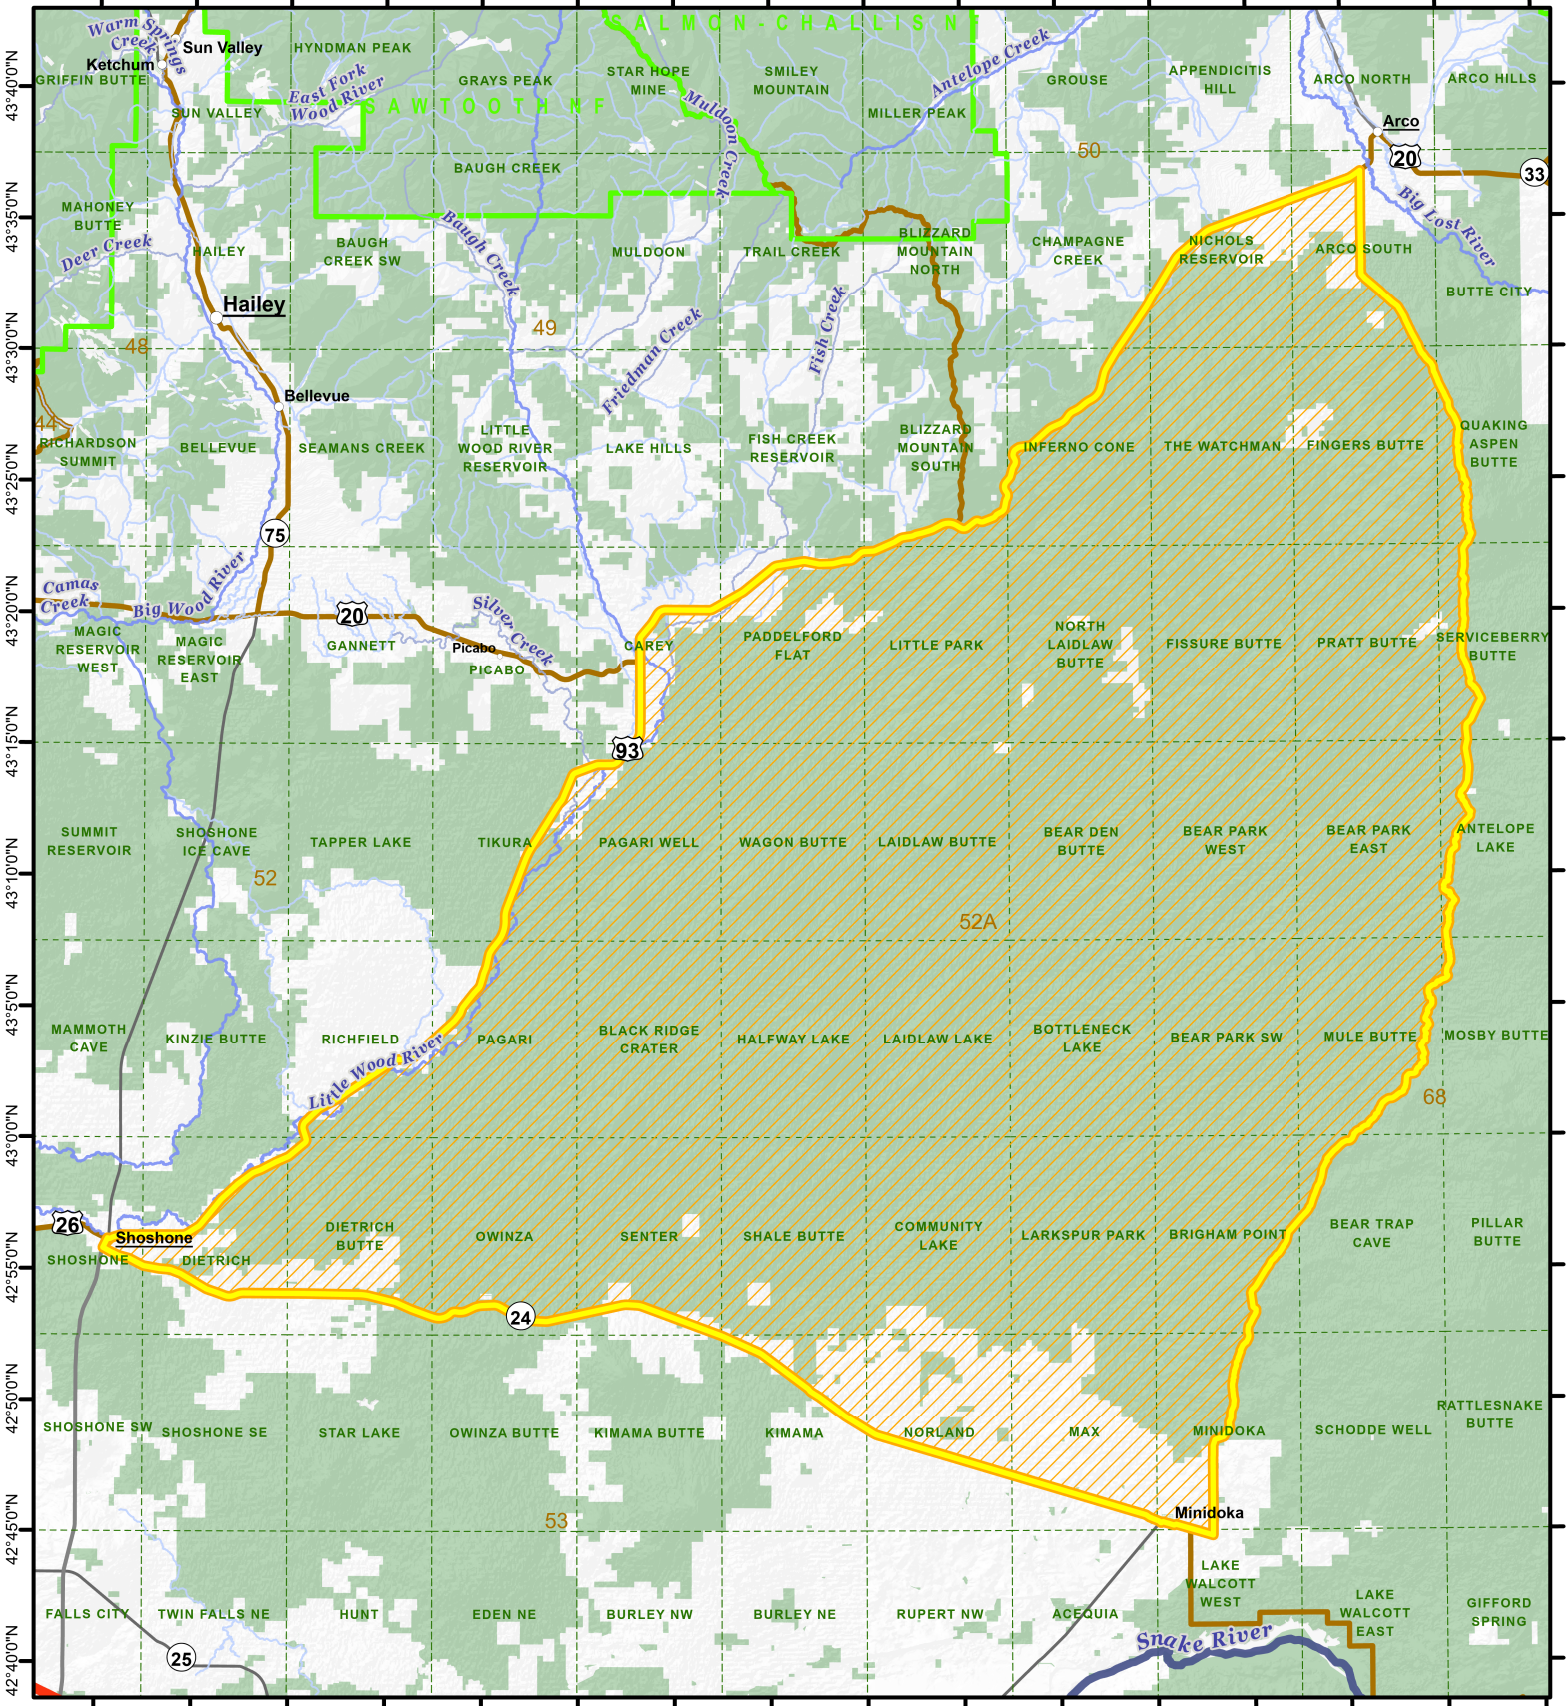 SALMON-CHALLIS N
Warm Springs
Creek
Sun Valley
Ketchum
GRIFFIN BUTTE
HYNDMAN PEAK
GRAYS PEAK
STAR HOPE
MINE
SMILEY
MOUNTAIN
Antelope Creek
GROUSE
APPENDICITIS
HILL
ARCO NORTH
ARCO HILLS
43°40'0"N
East Fork
Wood River
SAWTOOTH NF
SUN VALLEY
Muldoon Creek
MILLER PEAK
Arco
20
33
50
BAUGH CREEK
MAHONEY
BUTTE
43°35'0"N
Deer Creek
HAILEY
BAUGH
CREEK SW
Baugh Creek
MULDOON
TRAIL CREEK
BLIZZARD
MOUNTAIN
NORTH
CHAMPAGNE
CREEK
NICHOLS
RESERVOIR
ARCO SOUTH
Big Lost River
BUTTE CITY
Hailey
Fish Creek
Friedman Creek
49
48
43°30'0"N
Bellevue
44
RICHARDSON
SUMMIT
BELLEVUE
SEAMANS CREEK
LITTLE
WOOD RIVER
RESERVOIR
LAKE HILLS
FISH CREEK
RESERVOIR
BLIZZARD
MOUNTAIN
SOUTH
INFERNO CONE
THE WATCHMAN
FINGERS BUTTE
QUAKING
ASPEN
BUTTE
43°25'0"N
75
Camas
Creek
Big Wood River
20
Silver Creek
43°20'0"N
MAGIC
RESERVOIR
WEST
MAGIC
RESERVOIR
EAST
GANNETT
Picabo
PICABO
CAREY
PADDELFORD
FLAT
LITTLE PARK
NORTH
LAIDLAW
BUTTE
FISSURE BUTTE
PRATT BUTTE
SERVICEBERRY
BUTTE
93
43°15'0"N
SUMMIT
RESERVOIR
SHOSHONE
ICE CAVE
TAPPER LAKE
TIKURA
PAGARI WELL
WAGON BUTTE
LAIDLAW BUTTE
BEAR DEN
BUTTE
BEAR PARK
WEST
BEAR PARK
EAST
ANTELOPE
LAKE
43°10'0"N
52
52A
43°5'0"N
MAMMOTH
CAVE
KINZIE BUTTE
RICHFIELD
PAGARI
BLACK RIDGE
CRATER
HALFWAY LAKE
LAIDLAW LAKE
BOTTLENECK
LAKE
BEAR PARK SW
MULE BUTTE
MOSBY BUTTE
Little Wood River
68
43°0'0"N
26
Shoshone
SHOSHONE
DIETRICH
DIETRICH
BUTTE
OWINZA
SENTER
SHALE BUTTE
COMMUNITY
LAKE
LARKSPUR PARK
BRIGHAM POINT
BEAR TRAP
CAVE
PILLAR
BUTTE
42°55'0"N
24
42°50'0"N
SHOSHONE SW
SHOSHONE SE
STAR LAKE
OWINZA BUTTE
KIMAMA BUTTE
KIMAMA
NORLAND
MAX
MINIDOKA
SCHODDE WELL
RATTLESNAKE
BUTTE
53
Minidoka
42°45'0"N
FALLS CITY
TWIN FALLS NE
HUNT
EDEN NE
BURLEY NW
BURLEY NE
RUPERT NW
ACEQUIA
LAKE
WALCOTT
WEST
LAKE
WALCOTT
EAST
GIFFORD
SPRING
Snake River
25
42°40'0"N